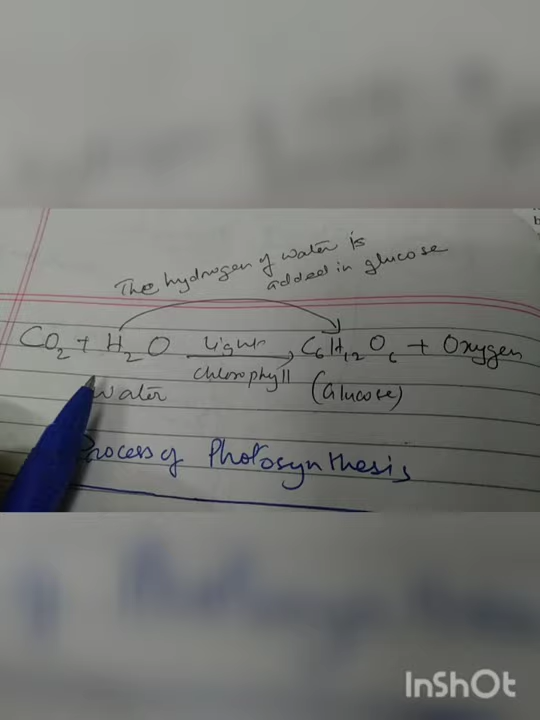 The hydrogen of water is
added in glucose
CO2 + H2O Light C6H12O6 + Oxygen
chlorophyll
water (Glucose)
Process of Photosynthesis
InShOt